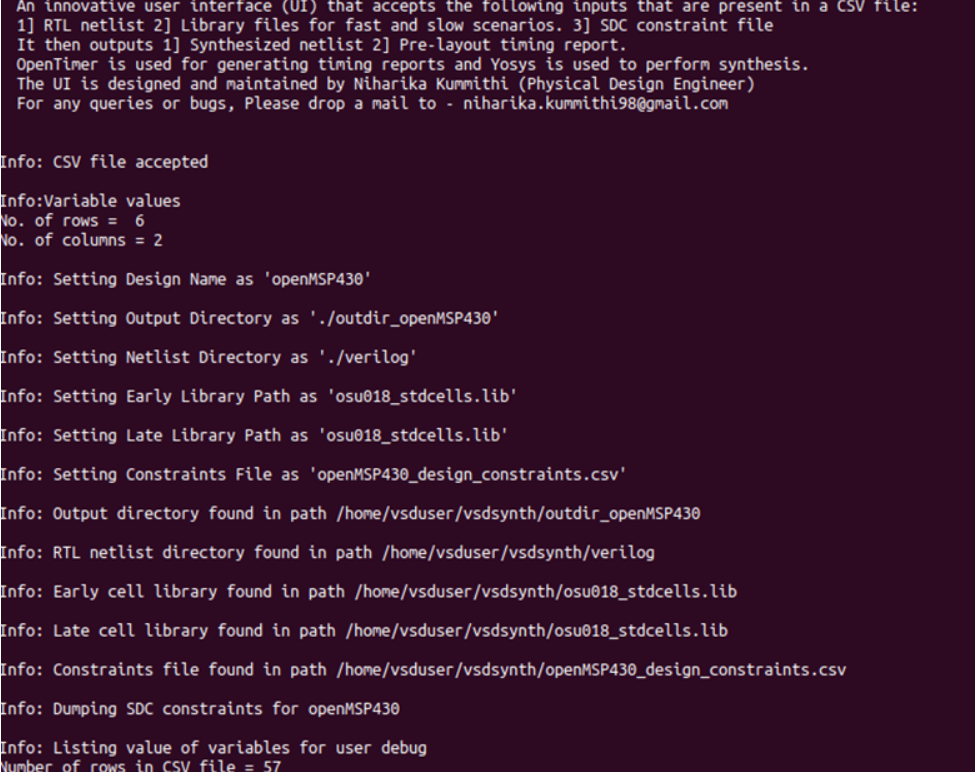 An innovative user interface (UI) that accepts the following inputs that are present in a CSV file:
1] RTL netlist 2] Library files for fast and slow scenarios. 3] SDC constraint file
It then outputs 1] Synthesized netlist 2] Pre-layout timing report.
OpenTimer is used for generating timing reports and Yosys is used to perform synthesis.
The UI is designed and maintained by Niharika Kummithi (Physical Design Engineer)
For any queries or bugs, Please drop a mail to - niharika.kummithi98@gmail.com
Info: CSV file accepted
Info:Variable values
No. of rows =  6
No. of columns = 2
Info: Setting Design Name as 'openMSP430'
Info: Setting Output Directory as './outdir_openMSP430'
Info: Setting Netlist Directory as './verilog'
Info: Setting Early Library Path as 'osu018_stdcells.lib'
Info: Setting Late Library Path as 'osu018_stdcells.lib'
Info: Setting Constraints File as 'openMSP430_design_constraints.csv'
Info: Output directory found in path /home/vsduser/vsdsynth/outdir_openMSP430
Info: RTL netlist directory found in path /home/vsduser/vsdsynth/verilog
Info: Early cell library found in path /home/vsduser/vsdsynth/osu018_stdcells.lib
Info: Late cell library found in path /home/vsduser/vsdsynth/osu018_stdcells.lib
Info: Constraints file found in path /home/vsduser/vsdsynth/openMSP430_design_constraints.csv
Info: Dumping SDC constraints for openMSP430
Info: Listing value of variables for user debug
Number of rows in CSV file = 57